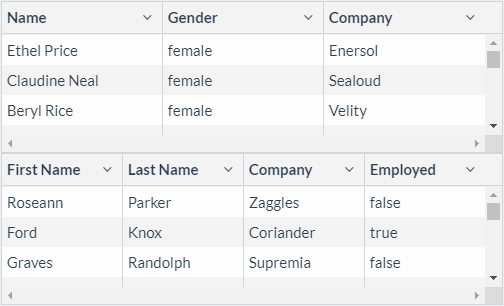 Name Gender Company
Ethel Price female Enersol
Claudine Neal female Sealoud
Beryl Rice female Velity
First Name Last Name Company Employed
Roseann Parker Zaggles false
Ford Knox Coriander true
Graves Randolph Supremia false